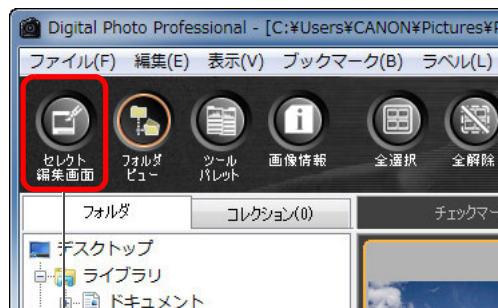 Digital Photo Professional - [C:¥Users¥CANON¥Pictures¥
ファイル(F) 編集(E) 表示(V) ブックマーク(B) ラベル(L)
セレクト
編集画面
フォルダ
ビュー
ツール
パレット
画像情報
全選択
全解除
フォルダ
コレクション(0)
チェックマー
デスクトップ
ライブラリ
ドキュメント